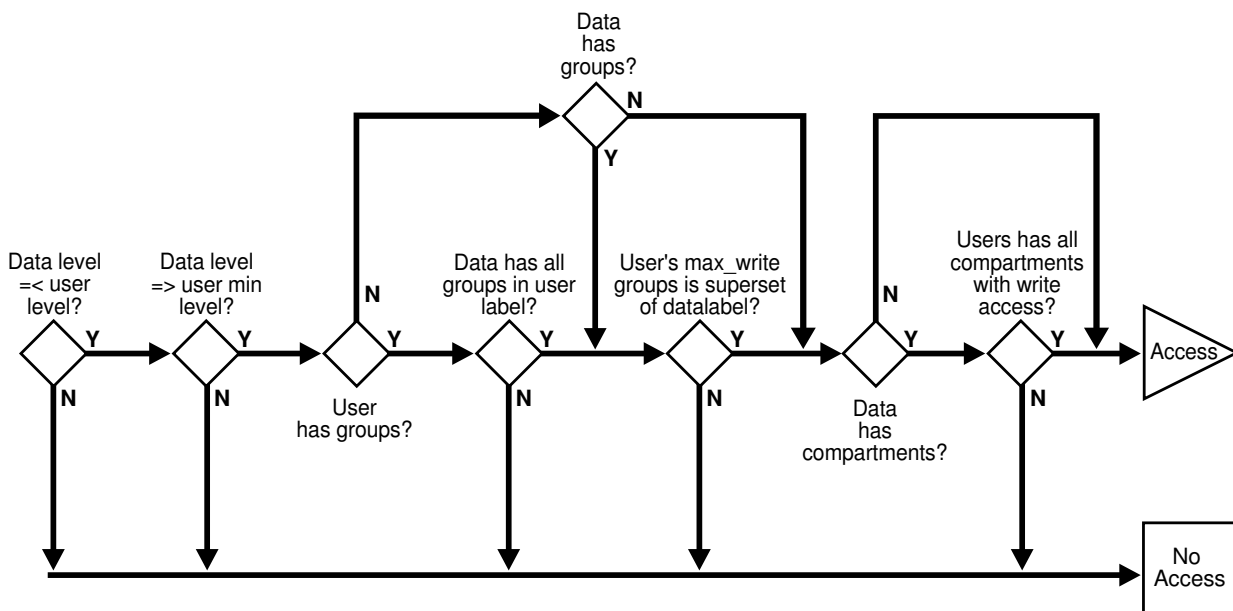 Data
has
groups?
N
Y
N
Data level
=< user
level?
Data level
=> user min
level?
Data has all
groups in user
label?
User's max_write
groups is superset
of datalabel?
Users has all
compartments
with write
access?
N
Y
Y
Y
Y
Y
Y
Y
Access
N
N
N
N
N
User
has groups?
Data
has
compartments?
No
Access